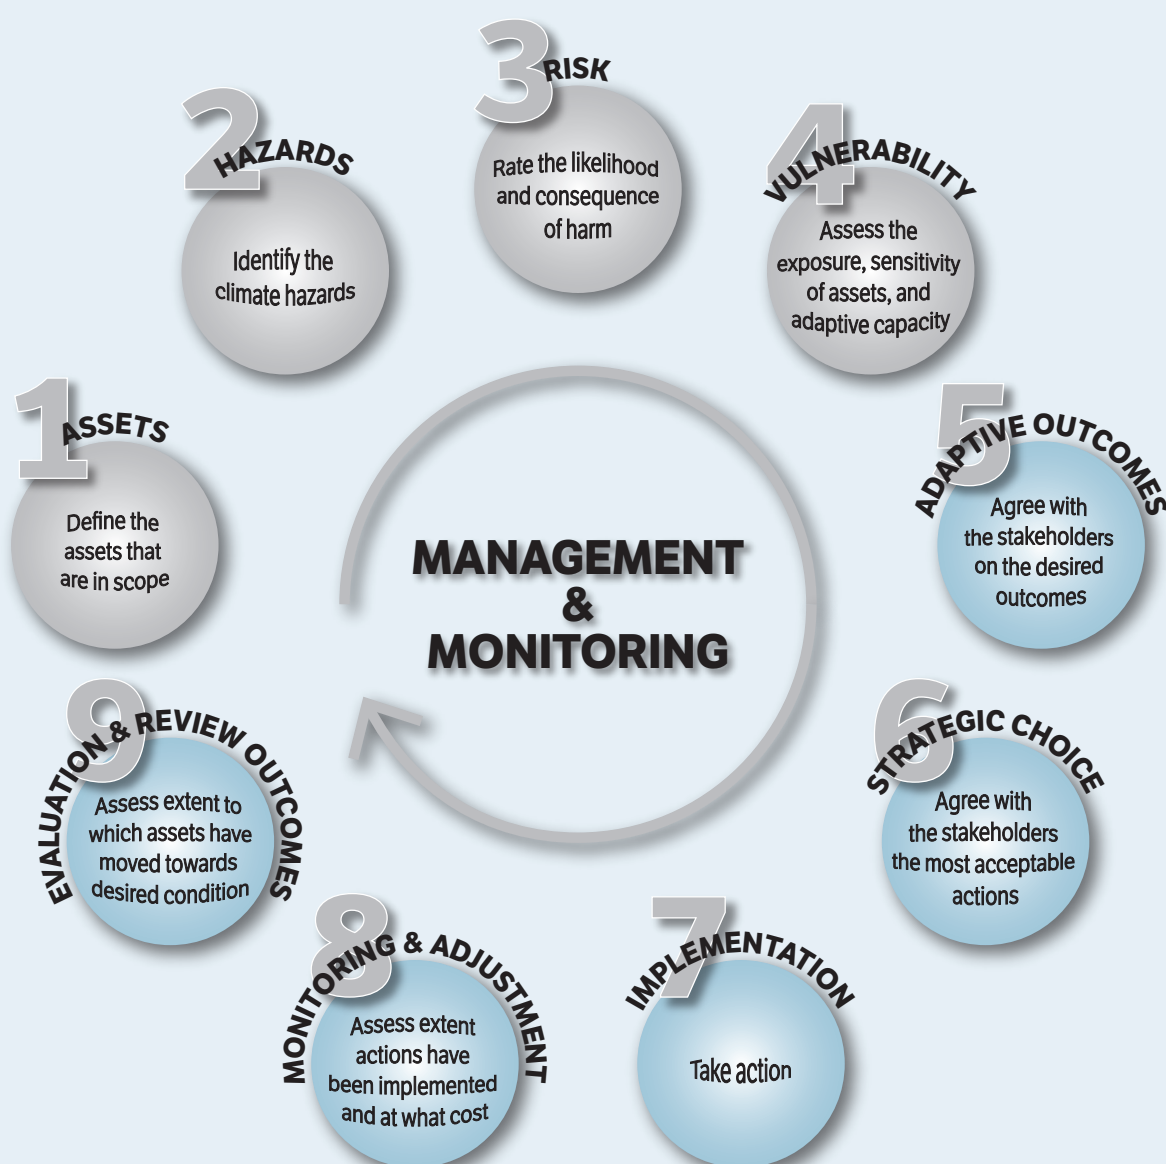 1
ASSETS
Define the
assets that
are in scope
2
HAZARDS
Identify the
climate hazards
3
RISK
Rate the likelihood
and consequence
of harm
4
VULNERABILITY
Assess the
exposure, sensitivity
of assets, and
adaptive capacity
5
ADAPTIVE OUTCOMES
Agree with
the stakeholders
on the desired
outcomes
6
STRATEGIC CHOICE
Agree with
the stakeholders
the most acceptable
actions
7
IMPLEMENTATION
Take action
8
MONITORING & ADJUSTMENT
Assess extent
actions have
been implemented
and at what cost
9
EVALUATION & REVIEW OUTCOMES
Assess extent to
which assets have
moved towards
desired condition
MANAGEMENT
&
MONITORING